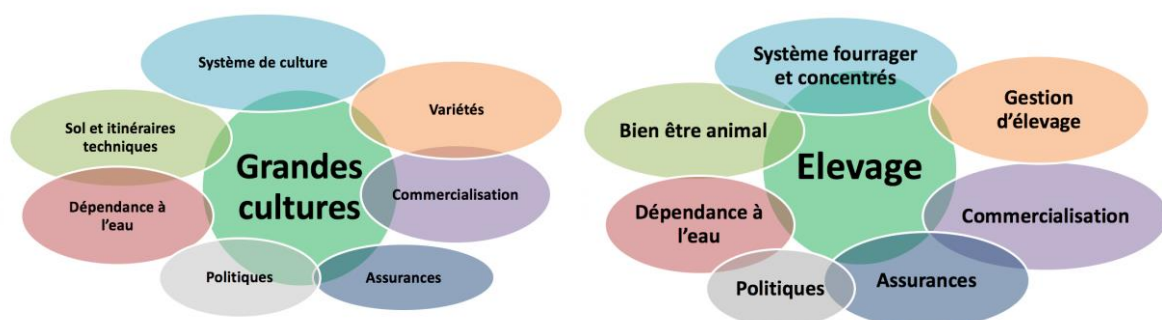 Système de culture
Variétés
Sol et itinéraires
techniques
Grandes
cultures
Commercialisation
Dépendance à
l'eau
Politiques
Assurances
Système fourrager
et concentrés
Gestion
d'élevage
Bien être animal
Elevage
Dépendance à
l'eau
Commercialisation
Politiques
Assurances